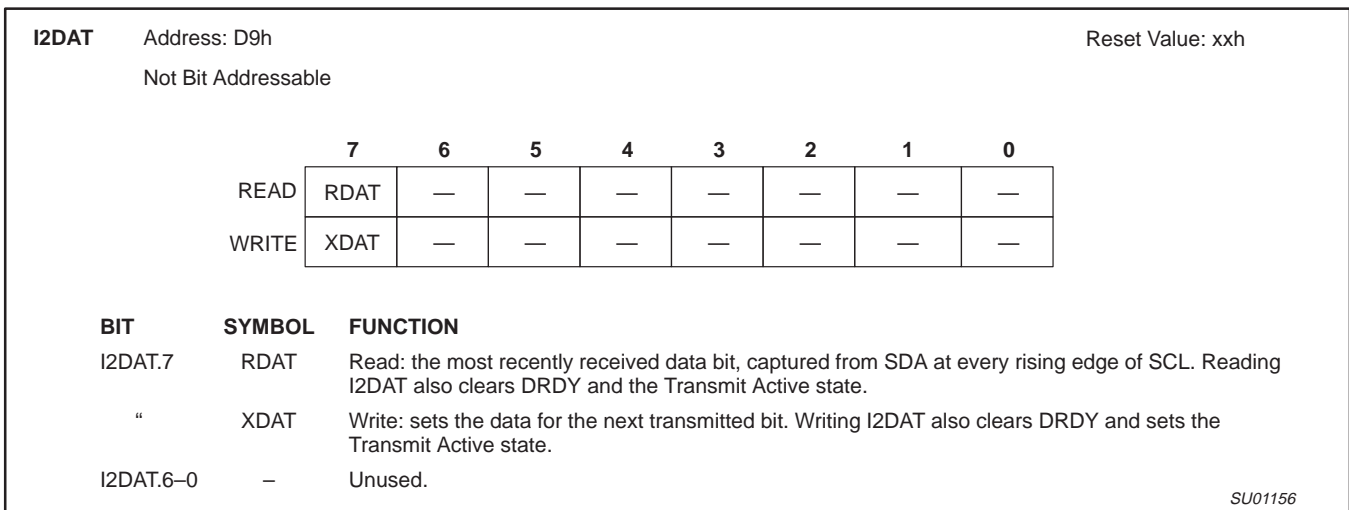 I2DAT Address: D9h Reset Value: xxh
Not Bit Addressable
7 6 5 4 3 2 1 0
READ RDAT — — — — — — —
WRITE XDAT — — — — — — —
BIT SYMBOL FUNCTION
I2DAT.7 RDAT Read: the most recently received data bit, captured from SDA at every rising edge of SCL. Reading
I2DAT also clears DRDY and the Transmit Active state.
“ XDAT Write: sets the data for the next transmitted bit. Writing I2DAT also clears DRDY and sets the
Transmit Active state.
I2DAT.6–0 – Unused.
SU01156